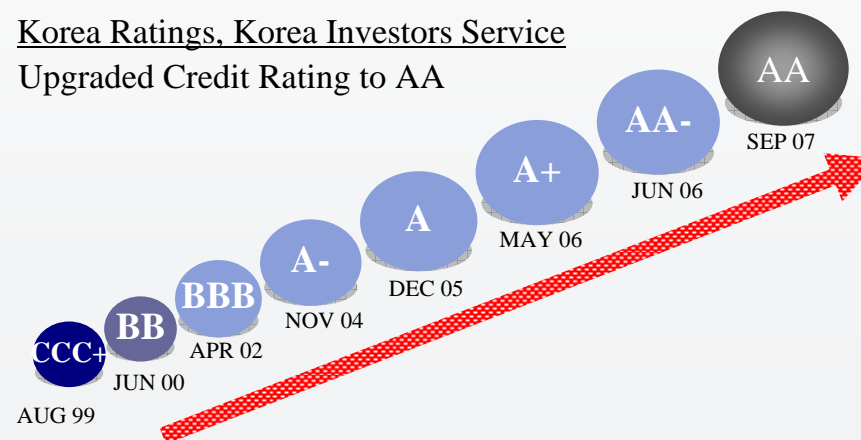 Korea Ratings, Korea Investors Service
Upgraded Credit Rating to AA
AA
SEP 07
AA-
JUN 06
A+
MAY 06
A
DEC 05
A-
NOV 04
BBB
APR 02
BB
JUN 00
CCC+
AUG 99